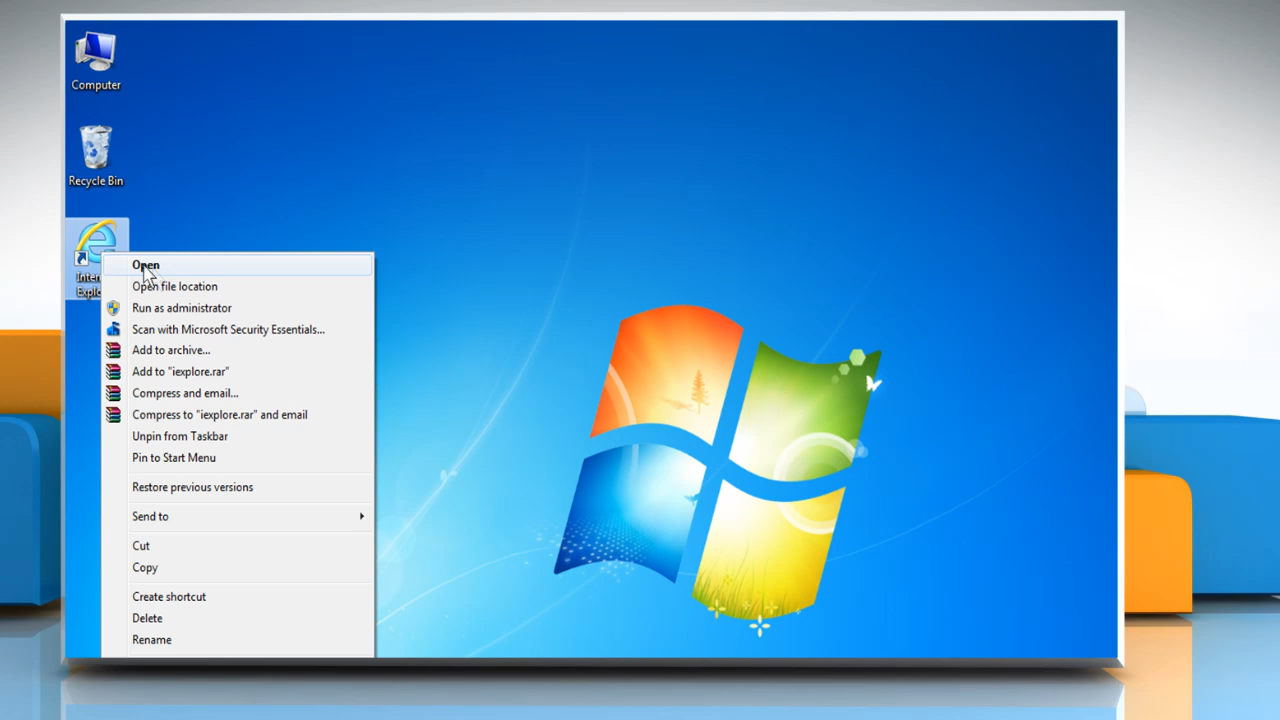 Computer
Recycle Bin
Open
Open file location
Run as administrator
Scan with Microsoft Security Essentials...
Add to archive...
Add to "iexplore.rar"
Compress and email...
Compress to "iexplore.rar" and email
Unpin from Taskbar
Pin to Start Menu
Restore previous versions
Send to
Cut
Copy
Create shortcut
Delete
Rename